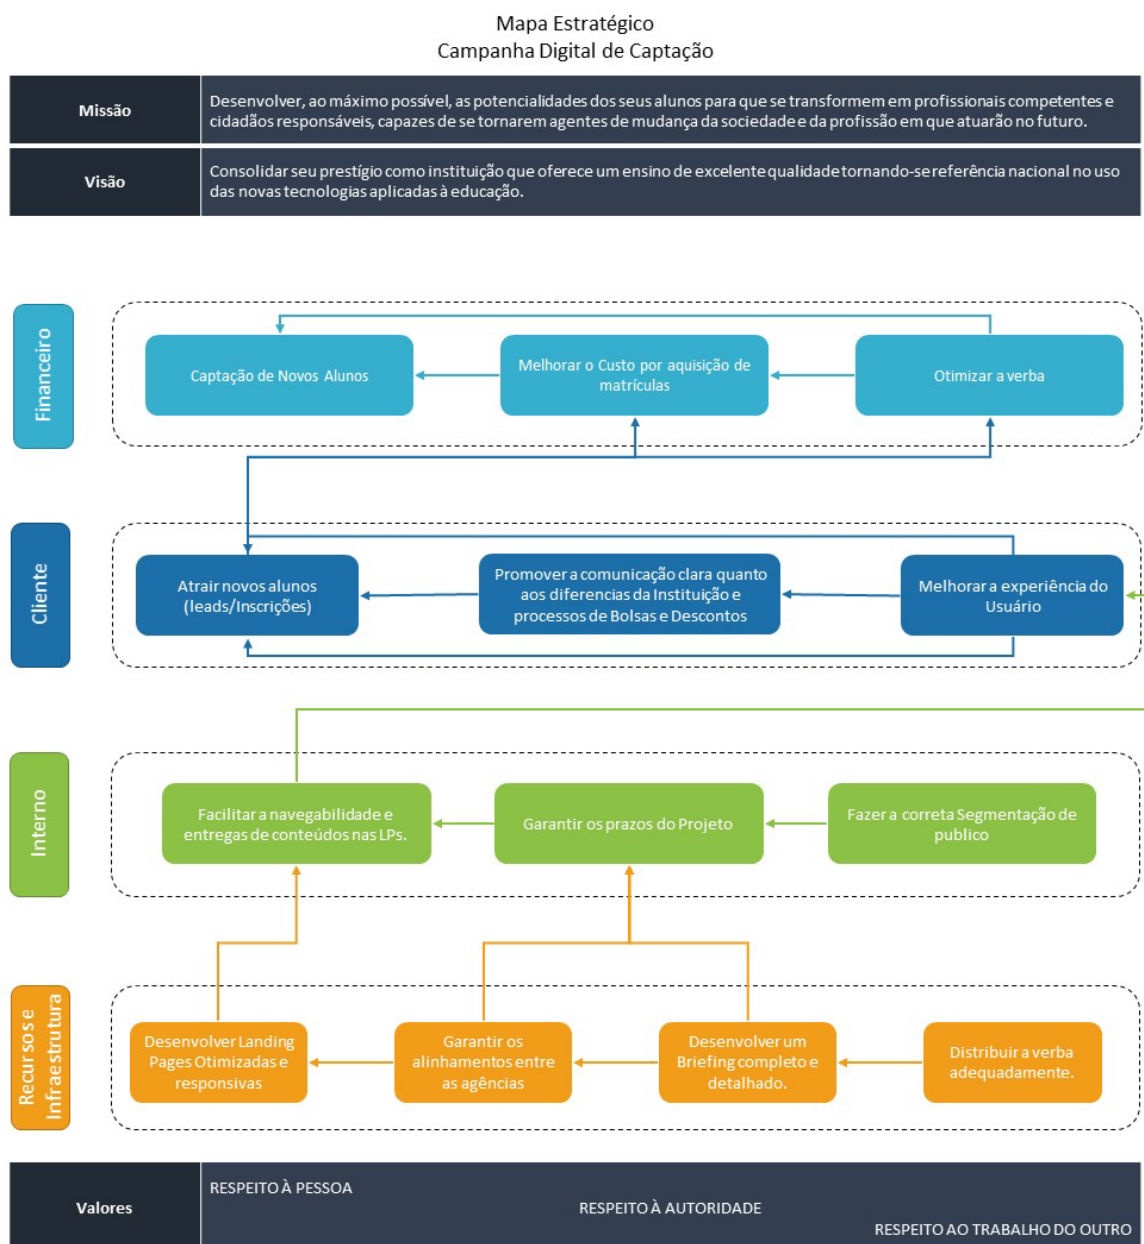 Mapa Estratégico
Campanha Digital de Captação
Missão
Desenvolver, ao máximo possível, as potencialidades dos seus alunos para que se transformem em profissionais competentes e
cidadãos responsáveis, capazes de se tornarem agentes de mudança da sociedade e da profissão em que atuarão no futuro.
Visão
Consolidar seu prestígio como instituição que oferece um ensino de excelente qualidade tornando-se referência nacional no uso
das novas tecnologias aplicadas à educação.
Financeiro
Captação de Novos Alunos
Melhorar o Custo por aquisição de
matrículas
Otimizar a verba
Cliente
Atrair novos alunos
(leads/Inscrições)
Promover a comunicação clara quanto
aos diferencias da Instituição e
processos de Bolsas e Descontos
Melhorar a experiência do
Usuário
Interno
Facilitar a navegabilidade e
entregas de conteúdos nas LPs.
Garantir os prazos do Projeto
Fazer a correta Segmentação de
publico
Recursos e
Infraestrutura
Desenvolver Landing
Pages Otimizadas e
responsivas
Garantir os
alinhamentos entre
as agências
Desenvolver um
Briefing completo e
detalhado.
Distribuir a verba
adequadamente.
Valores
RESPEITO À PESSOA
RESPEITO À AUTORIDADE
RESPEITO AO TRABALHO DO OUTRO